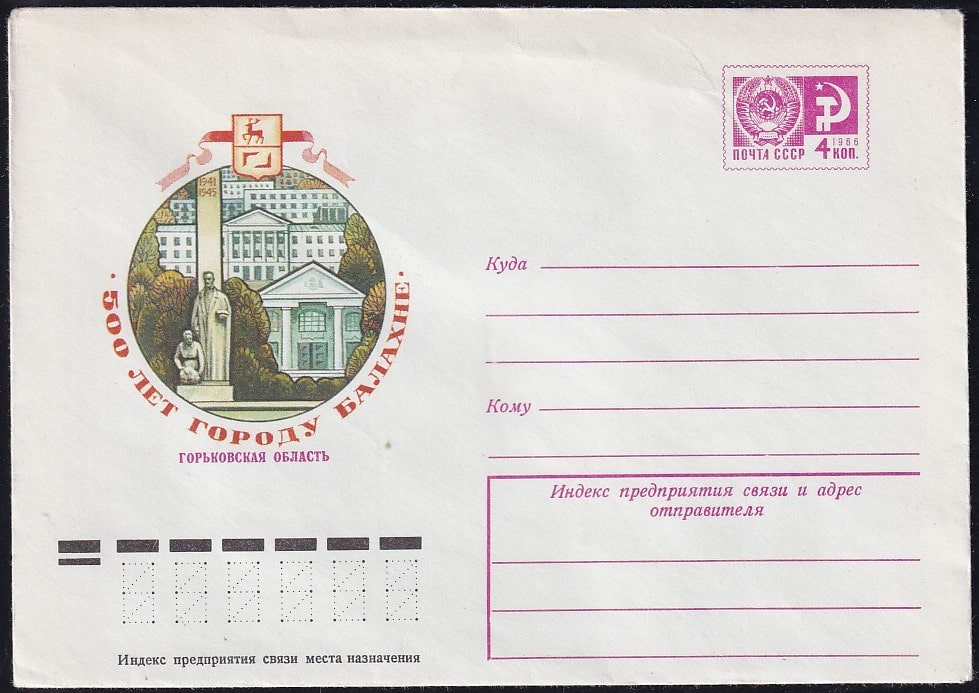 1941
1945
· 500 ЛЕТ ГОРОДУ БАЛАХНЕ ·
ГОРЬКОВСКАЯ ОБЛАСТЬ
ПОЧТА СССР 4 КОП.
1966
Куда
Кому
Индекс предприятия связи и адрес
отправителя
Индекс предприятия связи места назначения